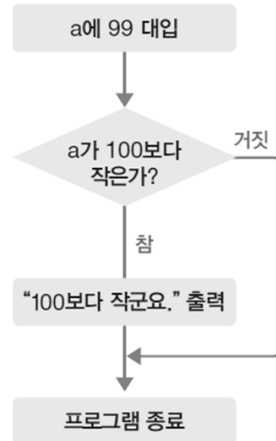 a에 99 대입
a가 100보다
작은가?
거짓
참
“100보다 작군요.” 출력
프로그램 종료